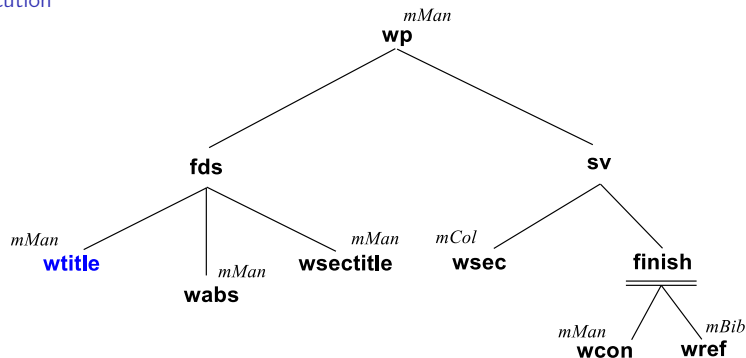 cution
mMan
wp
fds
sv
mMan
wtitle
mMan
wabs
mMan
wsectitle
mCol
wsec
finish
mMan
wcon
mBib
wref